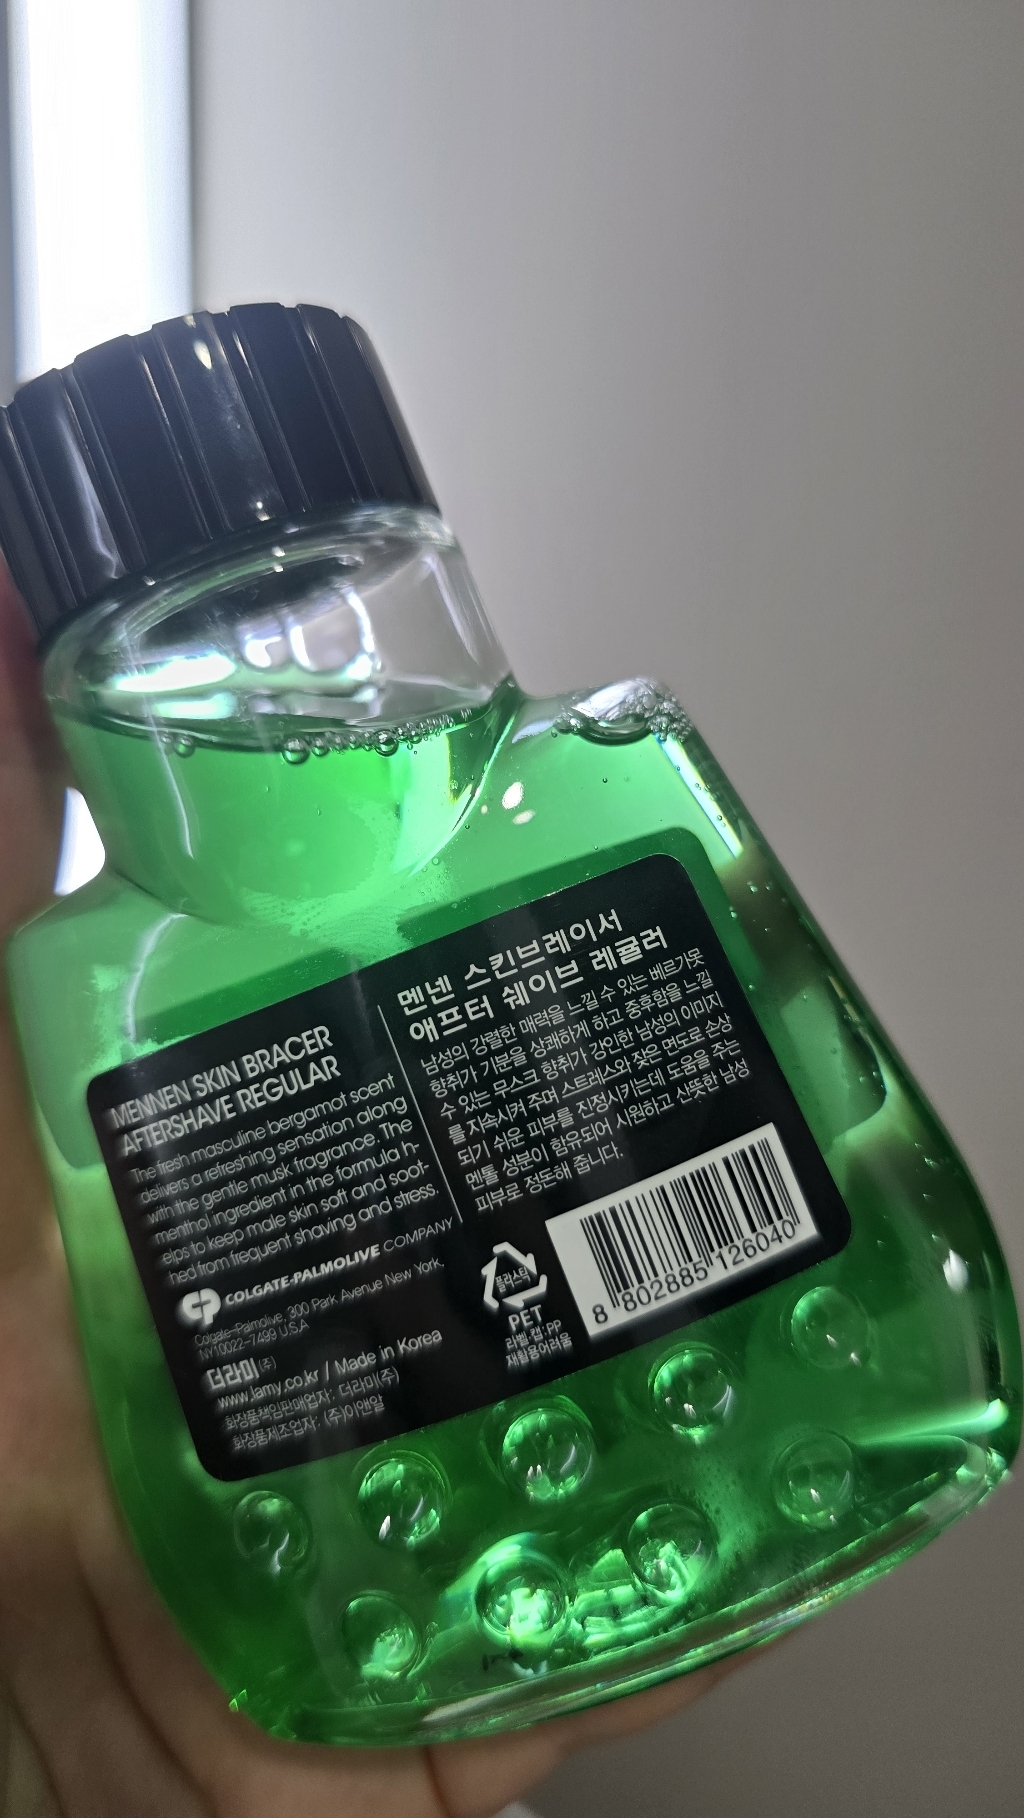 MENNEN SKIN BRACER
AFTERSHAVE REGULAR
The fresh masculine bergamot scent
delivers a refreshing sensation along
with the gentle musk fragrance. The
menthol ingredient in the formula h-
elps to keep male skin soft and soot-
hed from frequent shaving and stress.
CP COLGATE-PALMOLIVE COMPANY
Colgate-Palmolive, 300 Park Avenue New York,
NY10022-7499 U.S.A
더라미(주)
www.lamy.co.kr / Made in Korea
화장품책임판매업자: 더라미(주)
화장품제조업자: (주)이앤알
멘넨 스킨브레이서
애프터 쉐이브 레귤러
남성의 강렬한 매력을 느낄 수 있는 베르가못
향취가 기분을 상쾌하게 하고 중후함을 느낄
수 있는 무스크 향취가 강인한 남성의 이미지
를 지속시켜 주며 스트레스와 잦은 면도로 손상
되기 쉬운 피부를 진정시키는데 도움을 주는
멘톨 성분이 함유되어 시원하고 산뜻한 남성
피부로 정돈해 줍니다.
플라스틱
PET
라벨·캡:PP
재활용어려움
8 802885 126040